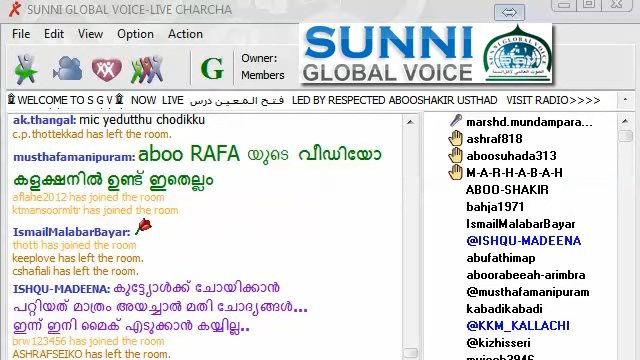 SUNNI GLOBAL VOICE-LIVE CHARCHA
File Edit View Option Action
SUNNI
GLOBAL VOICE
G
Owner:
Members
WELCOME TO S G V NOW LIVE فتح المعين درس LED BY RESPECTED ABOOSHAKIR USTHAD VISIT RADIO>>>>
ak.thangal: mic yedutthu chodikku
c.p.thottekkad has left the room.
musthafamanipuram: aboo RAFA യുടെ വീഡിയോ
കളക്ഷനിൽ ഉണ്ട് ഇതെല്ലം
aflahe2012 has joined the room
ktmansoormltr has joined the room
IsmailMalabarBayar:
thotti has joined the room
keeplove has left the room.
cshafiali has left the room.
ISHQU-MADEENA: കുട്ട്യോൾക്ക് ചോയിക്കാൻ
പറ്റിയത് മാത്രം അയച്ചാൽ മതി ചോദ്യങ്ങൾ...
ഇന്ന് ഇനി മൈക് എടുക്കാൻ കയ്യില്ല..
brw123456 has joined the room
ASHRAFSEIKO has left the room.
marshd.mundampara...
ashraf818
aboosuhada313
M-A-R-H-A-B-A-H
ABOO-SHAKIR
bahja1971
IsmailMalabarBayar
@ISHQU-MADEENA
abufathimap
aboorabeeah-arimbra
@musthafamanipuram
kabadikabadi
@KKM_KALLACHI
@kizhisseri
mujeeb3946